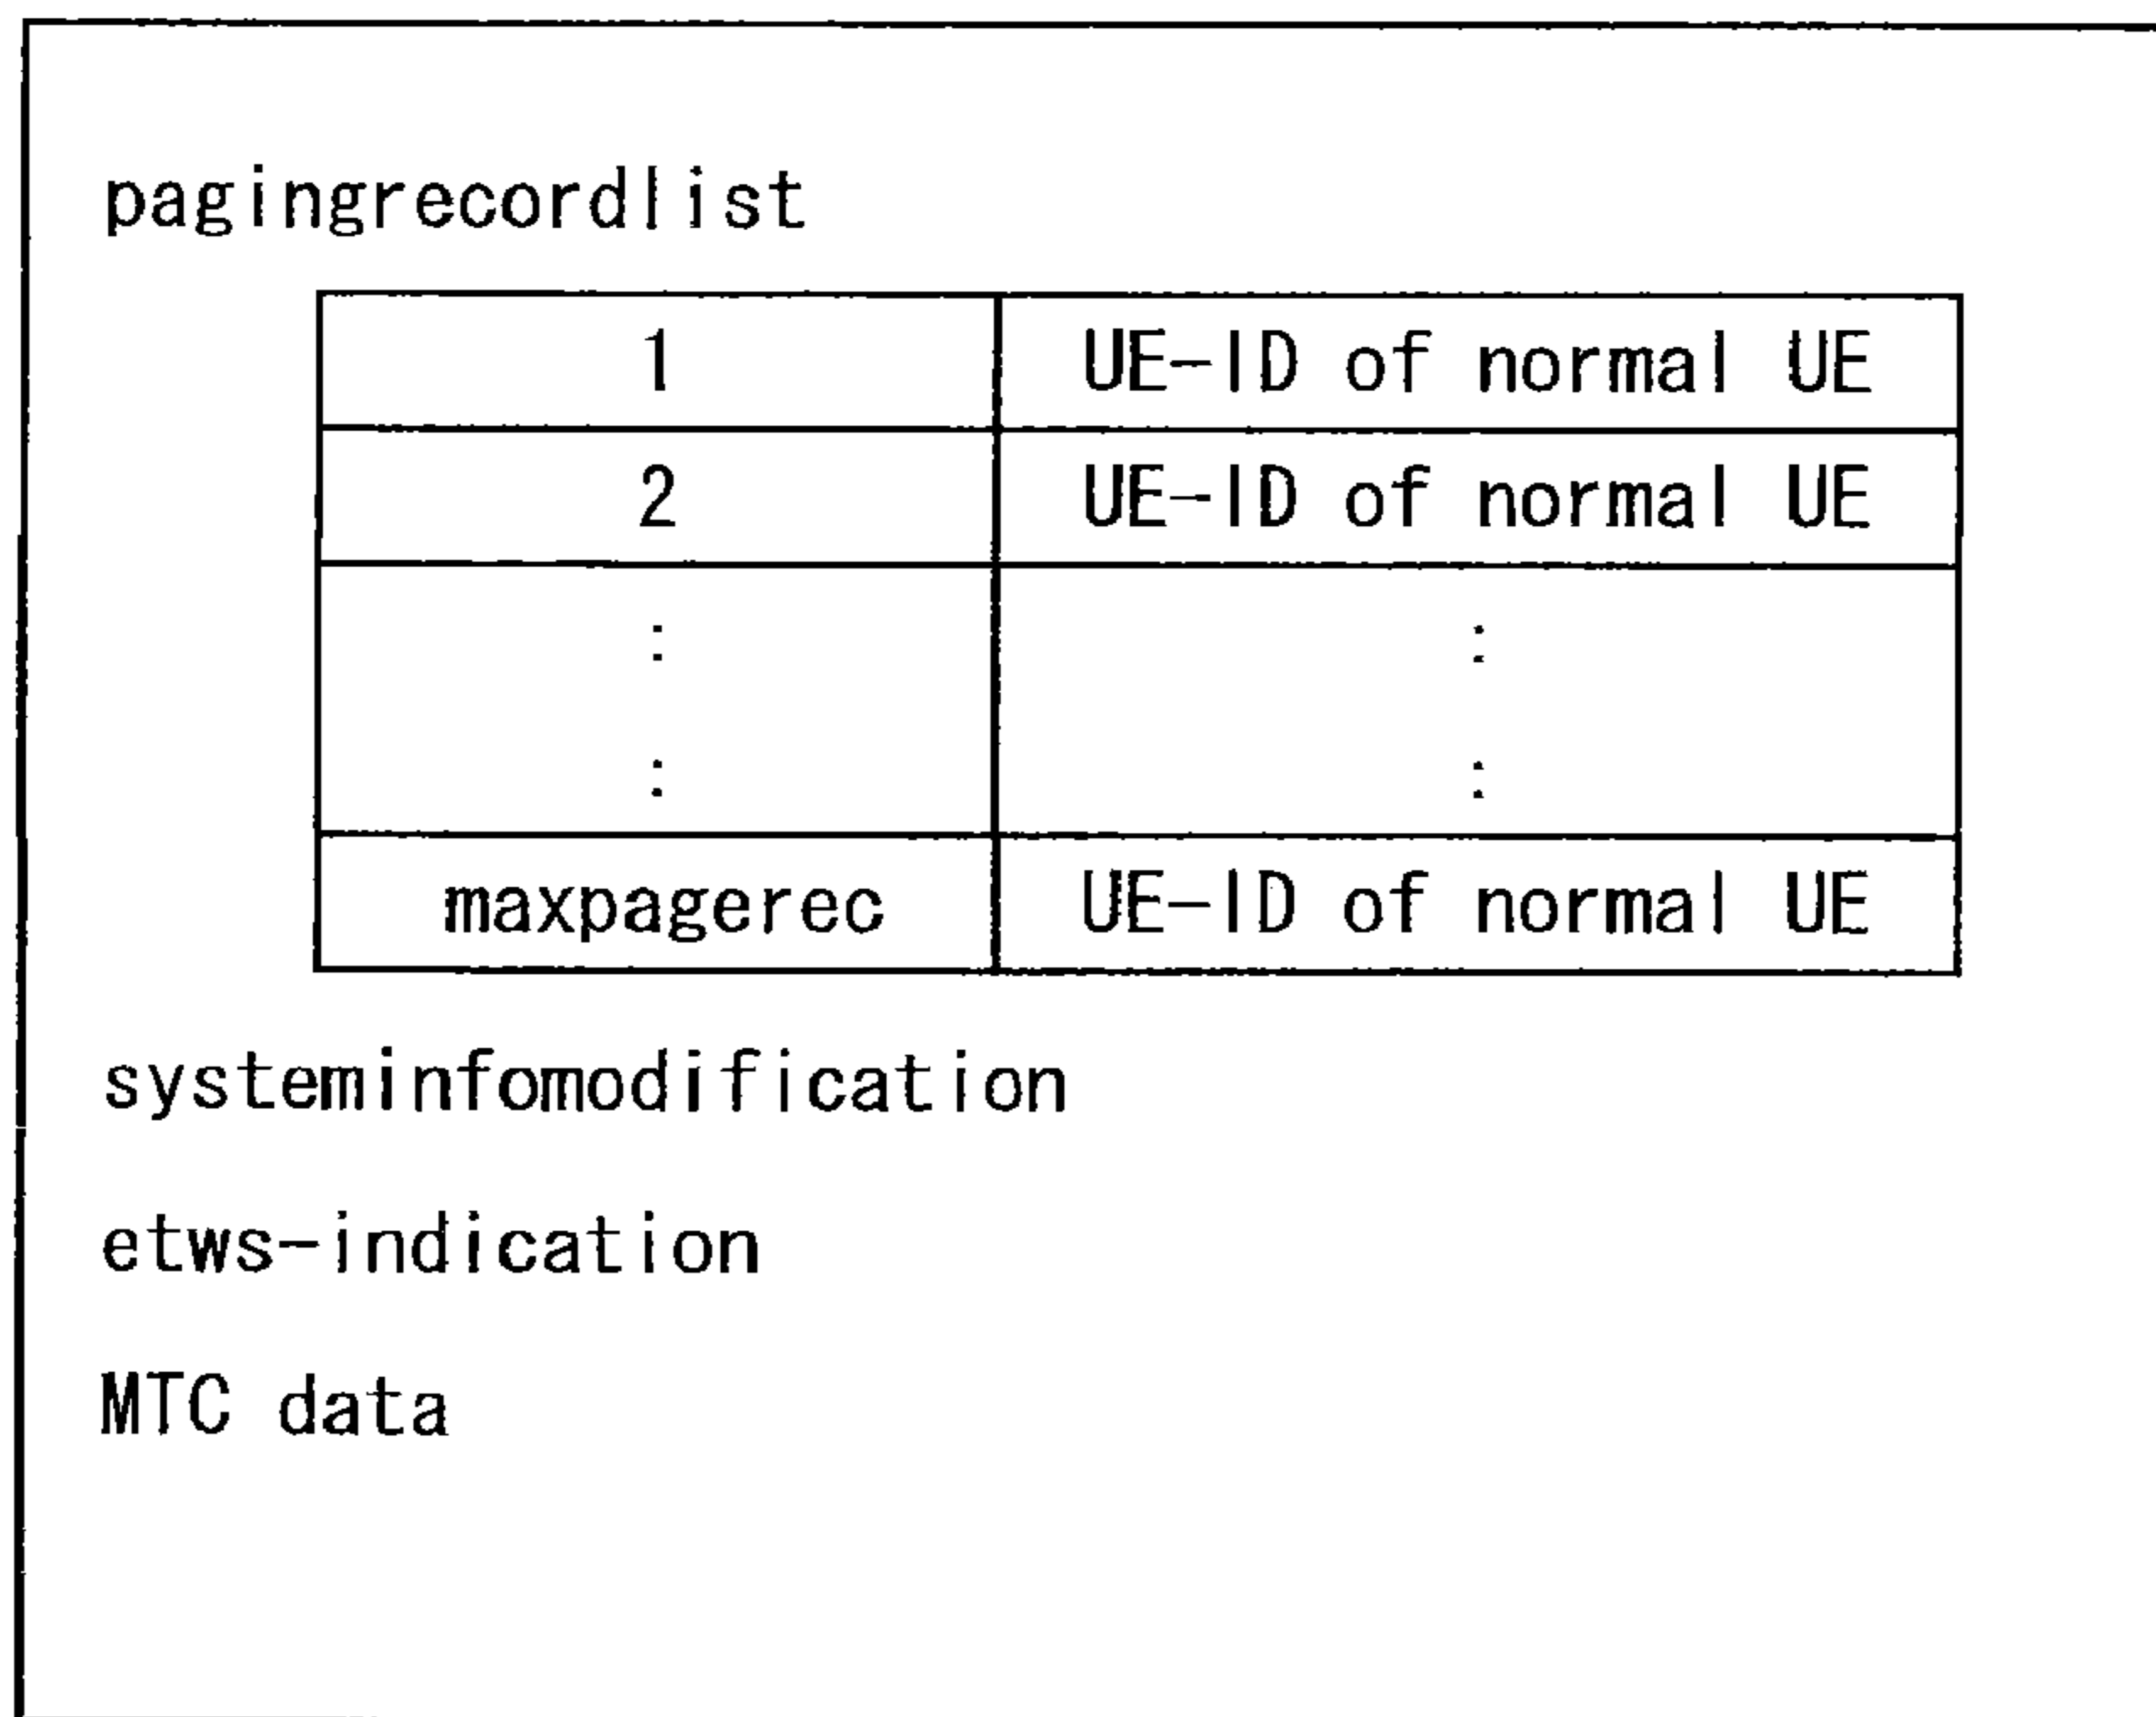 pagingrecordlist
1 UE-ID of normal UE
2 UE-ID of normal UE
: :
: :
maxpagerec UE-ID of normal UE
systeminfomodification
etws-indication
MTC data